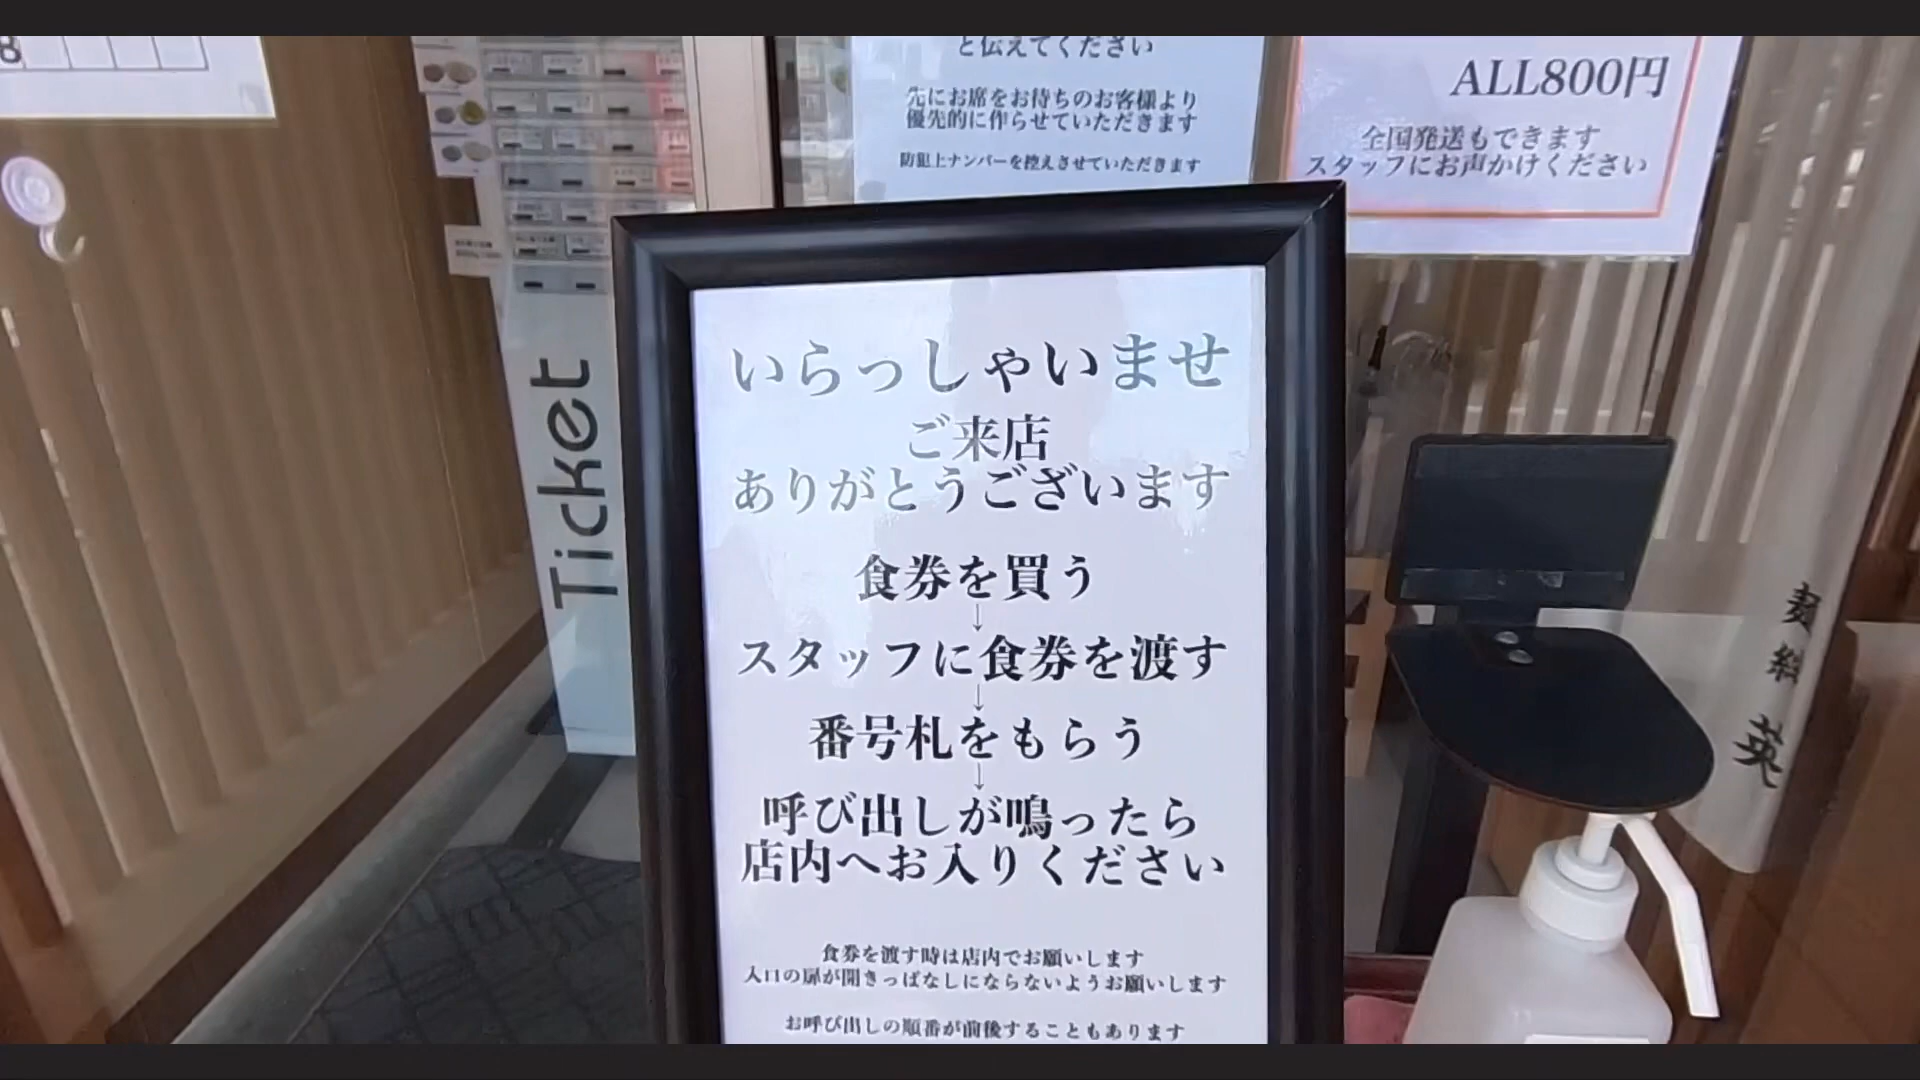 8
と伝えてください
先にお席をお待ちのお客様より
優先的に作らせていただきます
防犯上ナンバーを控えさせていただきます
ALL800円
全国発送もできます
スタッフにお声かけください
Ticket
いらっしゃいませ
ご来店
ありがとうございます
食券を買う
↓
スタッフに食券を渡す
↓
番号札をもらう
↓
呼び出しが鳴ったら
店内へお入りください
食券を渡す時は店内でお願いします
入口の扉が開きっぱなしにならないようお願いします
お呼び出しの順番が前後することもあります
英